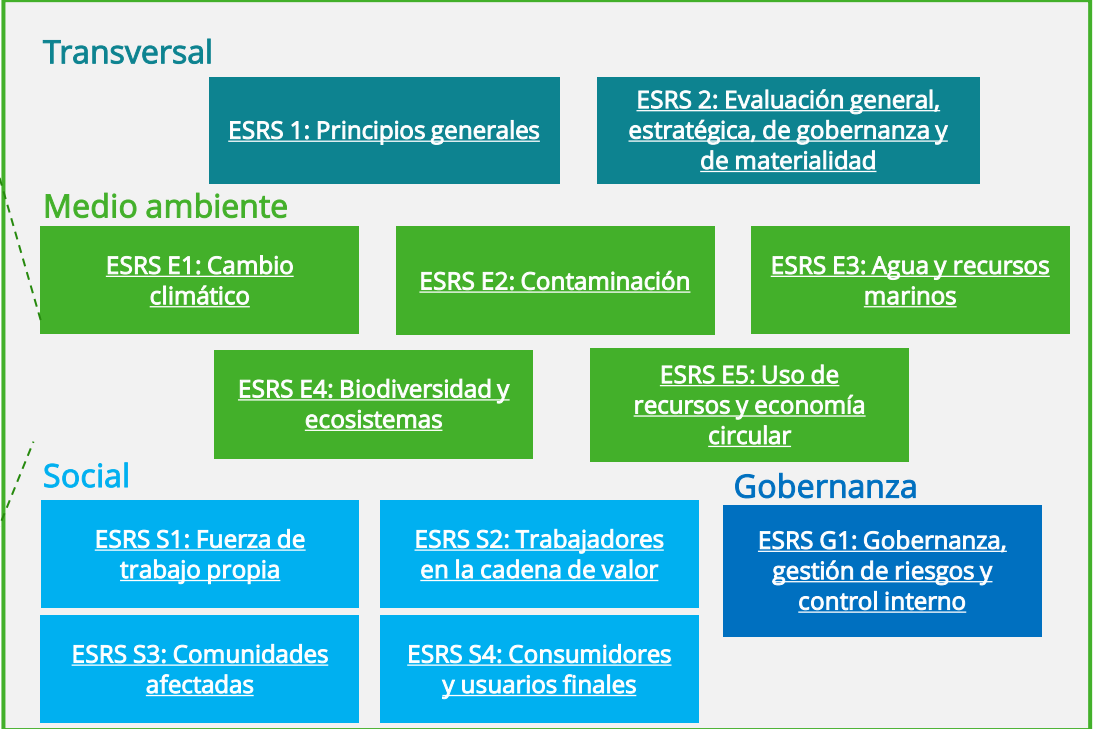 Transversal
ESRS 1: Principios generales
ESRS 2: Evaluación general,
estratégica, de gobernanza y
de materialidad
Medio ambiente
ESRS E1: Cambio
climático
ESRS E2: Contaminación
ESRS E3: Agua y recursos
marinos
ESRS E4: Biodiversidad y
ecosistemas
ESRS E5: Uso de
recursos y economía
circular
Social
ESRS S1: Fuerza de
trabajo propia
ESRS S2: Trabajadores
en la cadena de valor
ESRS S3: Comunidades
afectadas
ESRS S4: Consumidores
y usuarios finales
Gobernanza
ESRS G1: Gobernanza,
gestión de riesgos y
control interno